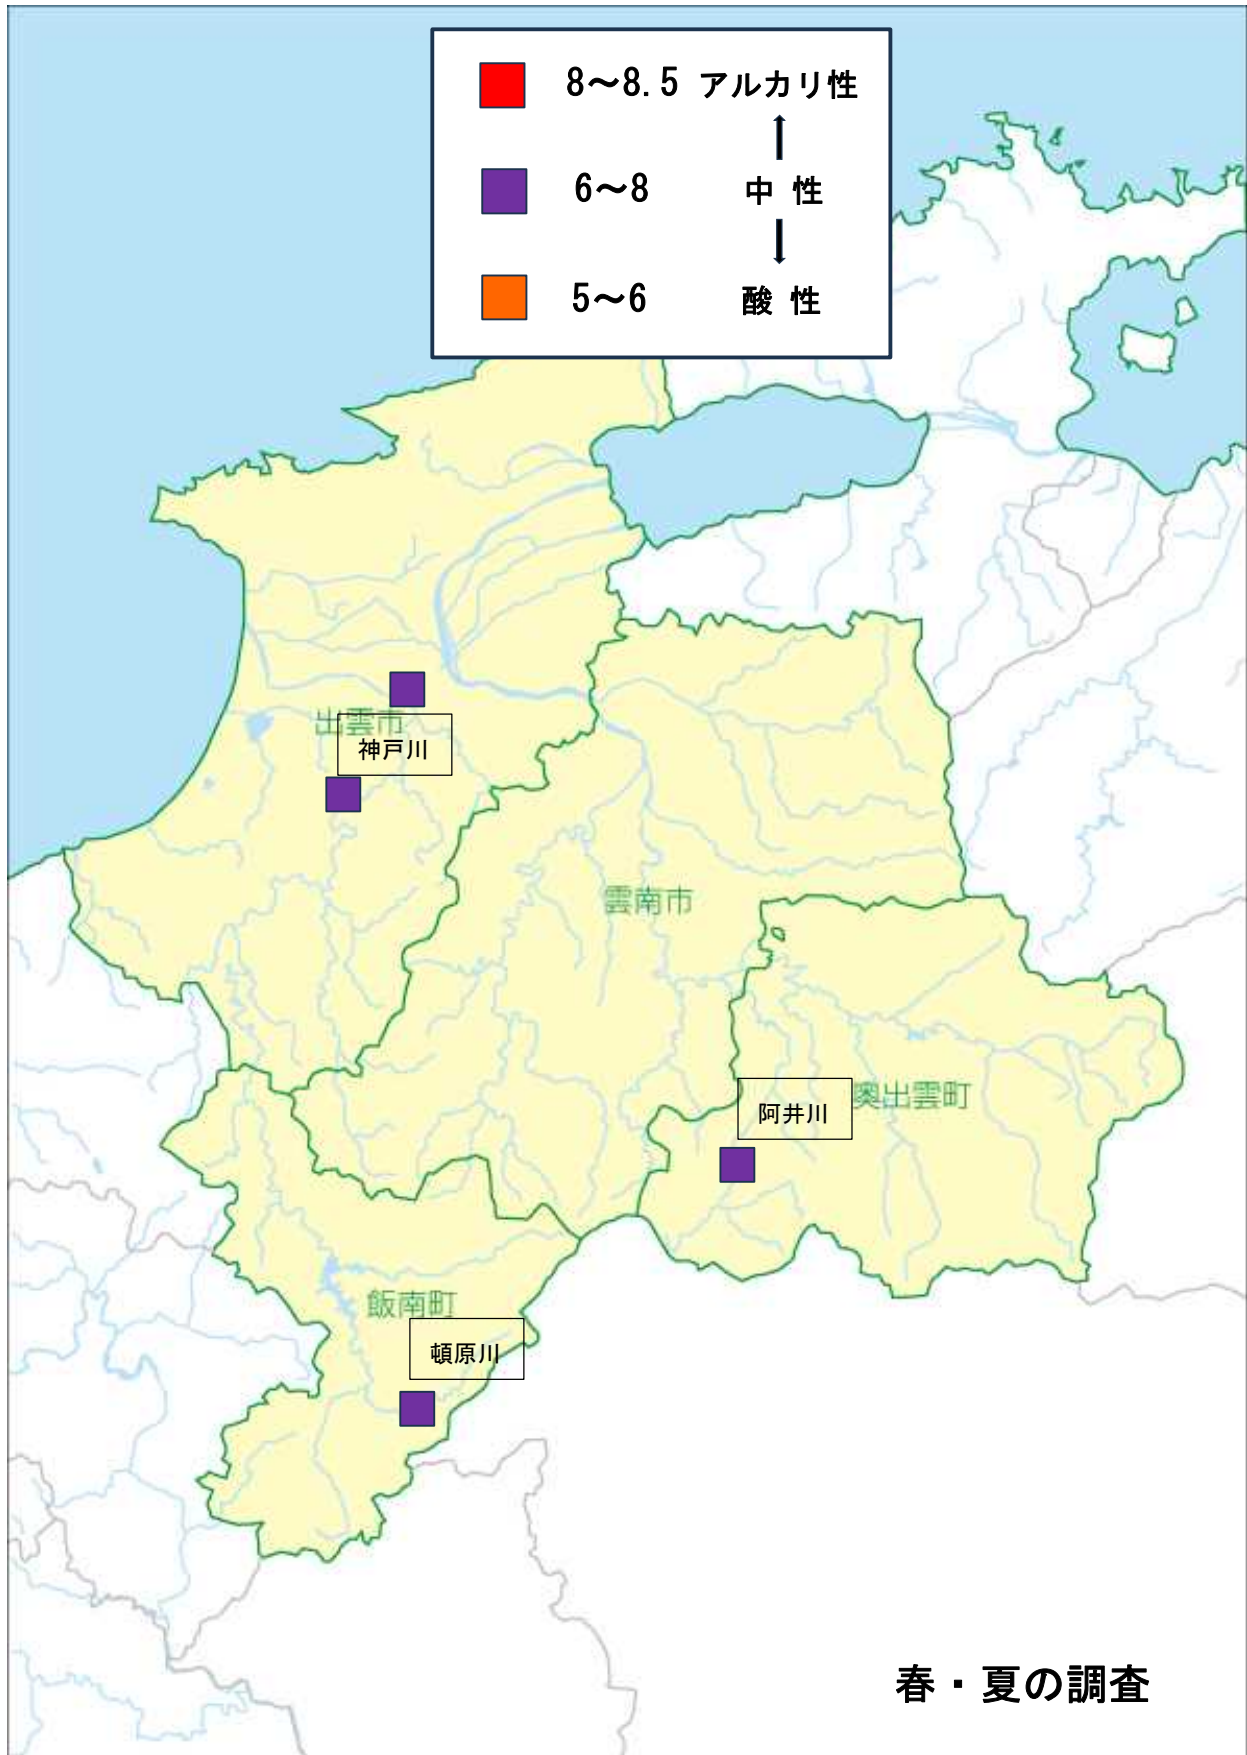 8～8.5 アルカリ性
6～8 中 性
5～6 酸 性
出雲市
神戸川
雲南市
奥出雲町
阿井川
飯南町
頓原川
春・夏の調査